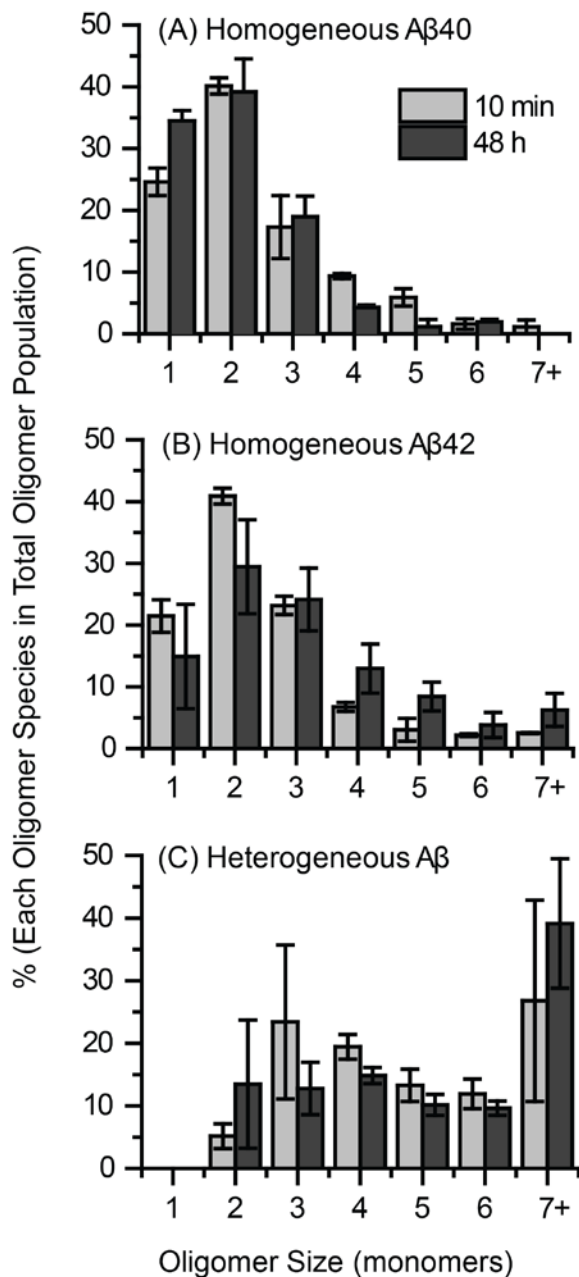 % (Each Oligomer Species in Total Oligomer Population)
(A) Homogeneous Aβ40
10 min
48 h
50
40
30
20
10
0
1 2 3 4 5 6 7+
(B) Homogeneous Aβ42
50
40
30
20
10
0
1 2 3 4 5 6 7+
(C) Heterogeneous Aβ
50
40
30
20
10
0
1 2 3 4 5 6 7+
Oligomer Size (monomers)